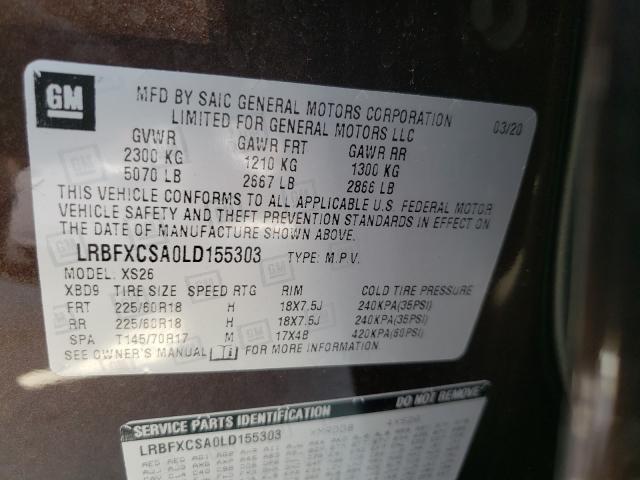 GM
MFD BY SAIC GENERAL MOTORS CORPORATION
LIMITED FOR GENERAL MOTORS LLC
03/20
GVWR GAWR FRT GAWR RR
2300 KG 1210 KG 1300 KG
5070 LB 2667 LB 2866 LB
THIS VEHICLE CONFORMS TO ALL APPLICABLE U.S. FEDERAL MOTOR
VEHICLE SAFETY AND THEFT PREVENTION STANDARDS IN EFFECT ON
THE DATE OF MANUFACTURE SHOWN ABOVE.
LRBFXCSA0LD155303 TYPE: M.P.V.
MODEL: XS26
XBD9 TIRE SIZE SPEED RTG RIM COLD TIRE PRESSURE
FRT 225/60R18 H 18X7.5J 240KPA(35PSI)
RR 225/60R18 H 18X7.5J 240KPA(35PSI)
SPA T145/70R17 M 17X4B 420KPA(60PSI)
SEE OWNER'S MANUAL i FOR MORE INFORMATION.
SERVICE PARTS IDENTIFICATION DO NOT REMOVE
LRBFXCSA0LD155303 4XS26